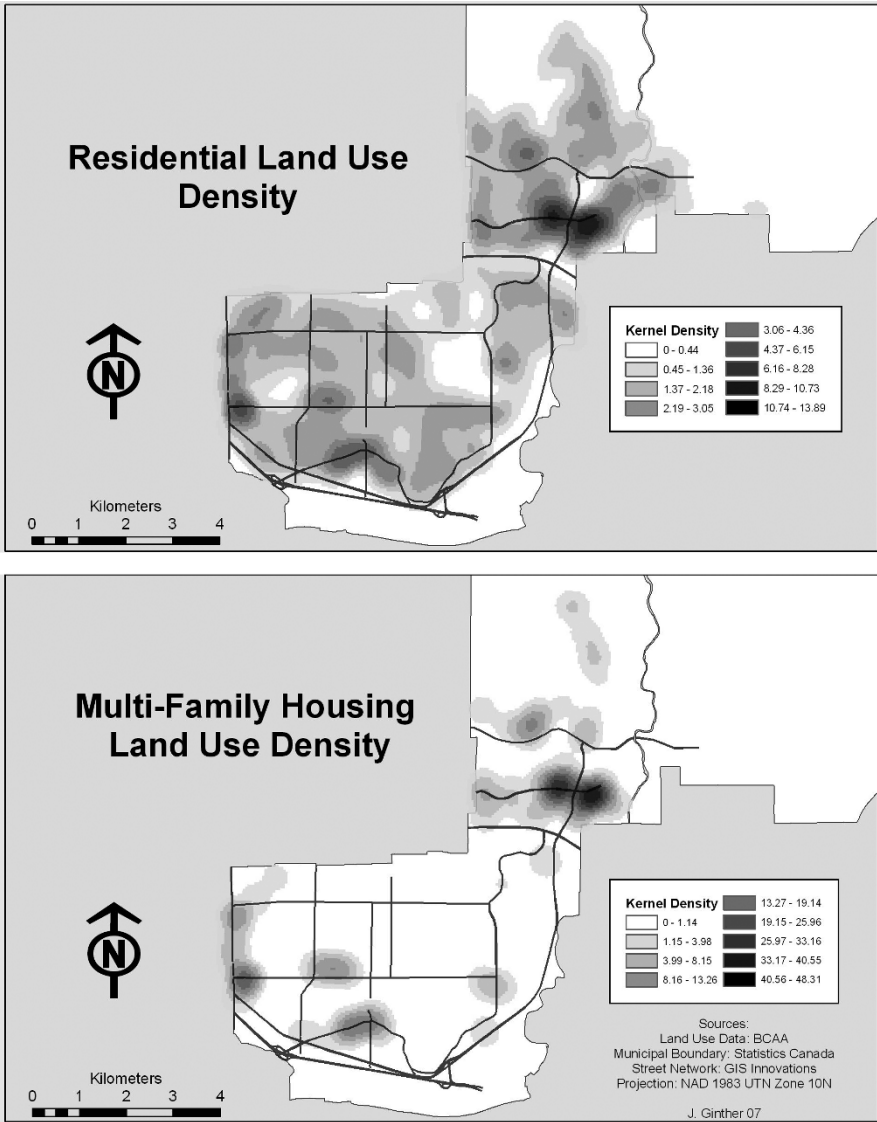 Residential Land Use
Density
N
Kernel Density
0 - 0.44
0.45 - 1.36
1.37 - 2.18
2.19 - 3.05
3.06 - 4.36
4.37 - 6.15
6.16 - 8.28
8.29 - 10.73
10.74 - 13.89
Kilometers
0 1 2 3 4
Multi-Family Housing
Land Use Density
N
Kernel Density
0 - 1.14
1.15 - 3.98
3.99 - 8.15
8.16 - 13.26
13.27 - 19.14
19.15 - 25.96
25.97 - 33.16
33.17 - 40.55
40.56 - 48.31
Kilometers
0 1 2 3 4
Sources:
Land Use Data: BCAA
Municipal Boundary: Statistics Canada
Street Network: GIS Innovations
Projection: NAD 1983 UTN Zone 10N
J. Ginther 07